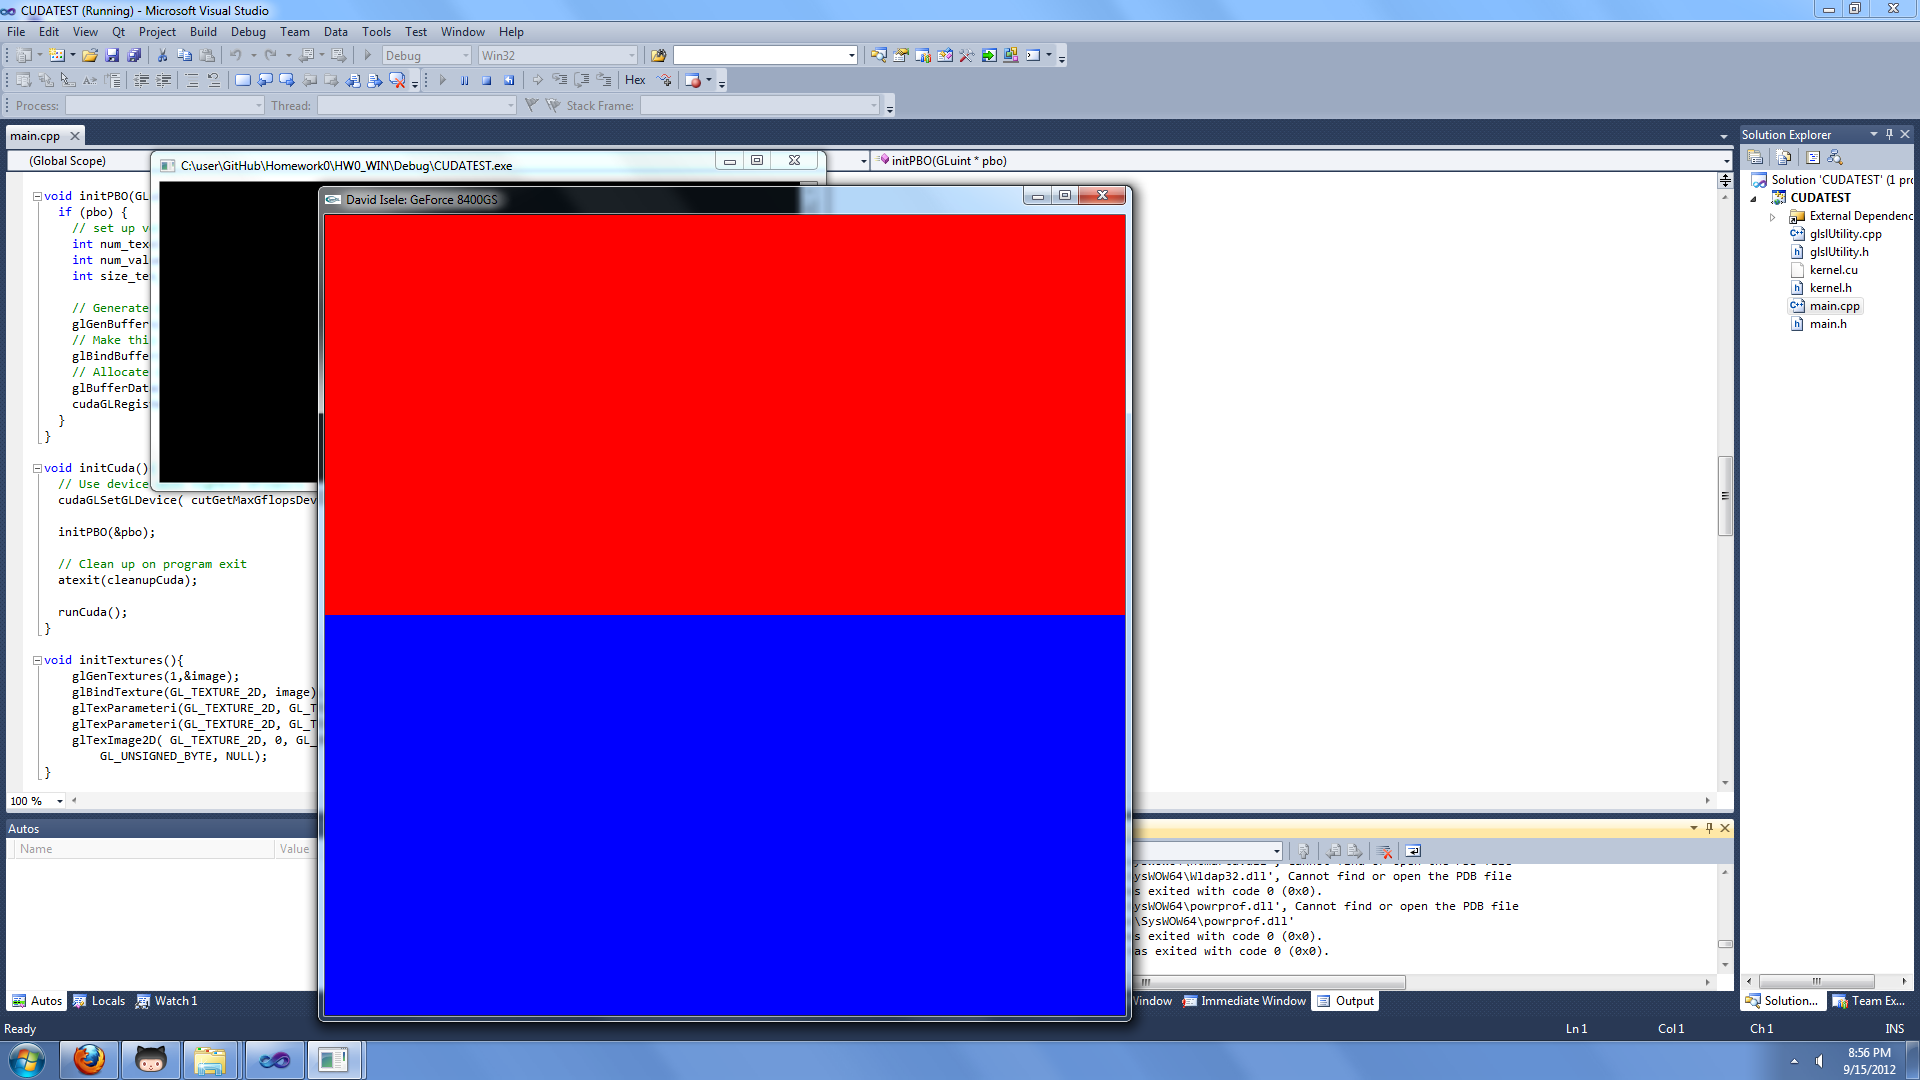 CUDATEST (Running) - Microsoft Visual Studio
File Edit View Qt Project Build Debug Team Data Tools Test Window Help
Debug Win32
Hex
Process: Thread: Stack Frame:
main.cpp
(Global Scope)
initPBO(GLuint * pbo)
C:\user\GitHub\Homework0\HW0_WIN\Debug\CUDATEST.exe
David Isele: GeForce 8400GS
void initPBO(GL
if (pbo) {
// set up v
int num_tex
int num_val
int size_te
// Generate
glGenBuffer
// Make thi
glBindBuffe
// Allocate
glBufferDat
cudaGLRegis
}
}
void initCuda()
// Use device
cudaGLSetGLDevice( cutGetMaxGflopsDev
initPBO(&pbo);
// Clean up on program exit
atexit(cleanupCuda);
runCuda();
}
void initTextures(){
glGenTextures(1,&image);
glBindTexture(GL_TEXTURE_2D, image)
glTexParameteri(GL_TEXTURE_2D, GL_T
glTexParameteri(GL_TEXTURE_2D, GL_T
glTexImage2D( GL_TEXTURE_2D, 0, GL_
GL_UNSIGNED_BYTE, NULL);
}
100 %
Autos
Name Value
Autos Locals Watch 1
ysWOW64\Wldap32.dll', Cannot find or open the PDB file
s exited with code 0 (0x0).
ysWOW64\powrprof.dll', Cannot find or open the PDB file
\SysWOW64\powrprof.dll'
s exited with code 0 (0x0).
as exited with code 0 (0x0).
Window Immediate Window Output
Solution Explorer
Solution 'CUDATEST' (1 pr
CUDATEST
External Dependenc
glslUtility.cpp
glslUtility.h
kernel.cu
kernel.h
main.cpp
main.h
Solution... Team Ex...
Ready
Ln 1 Col 1 Ch 1 INS
8:56 PM
9/15/2012